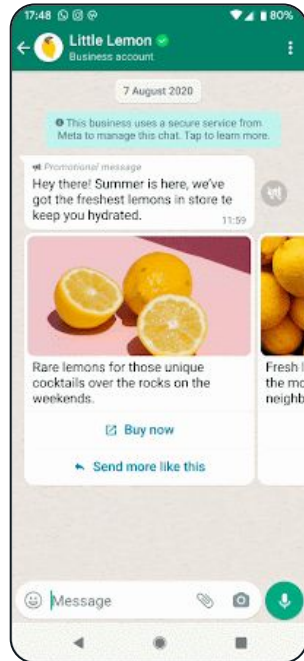 17:48
80%
Little Lemon
Business account
7 August 2020
This business uses a secure service from
Meta to manage this chat. Tap to learn
more.
Promotional message
Hey there! Summer is here, we've
got the freshest lemons in store te
keep you hydrated.
11:59
Rare lemons for those unique
cocktails over the rocks on the
weekends.
Buy now
Send more like this
Fresh
the
neighb
Message